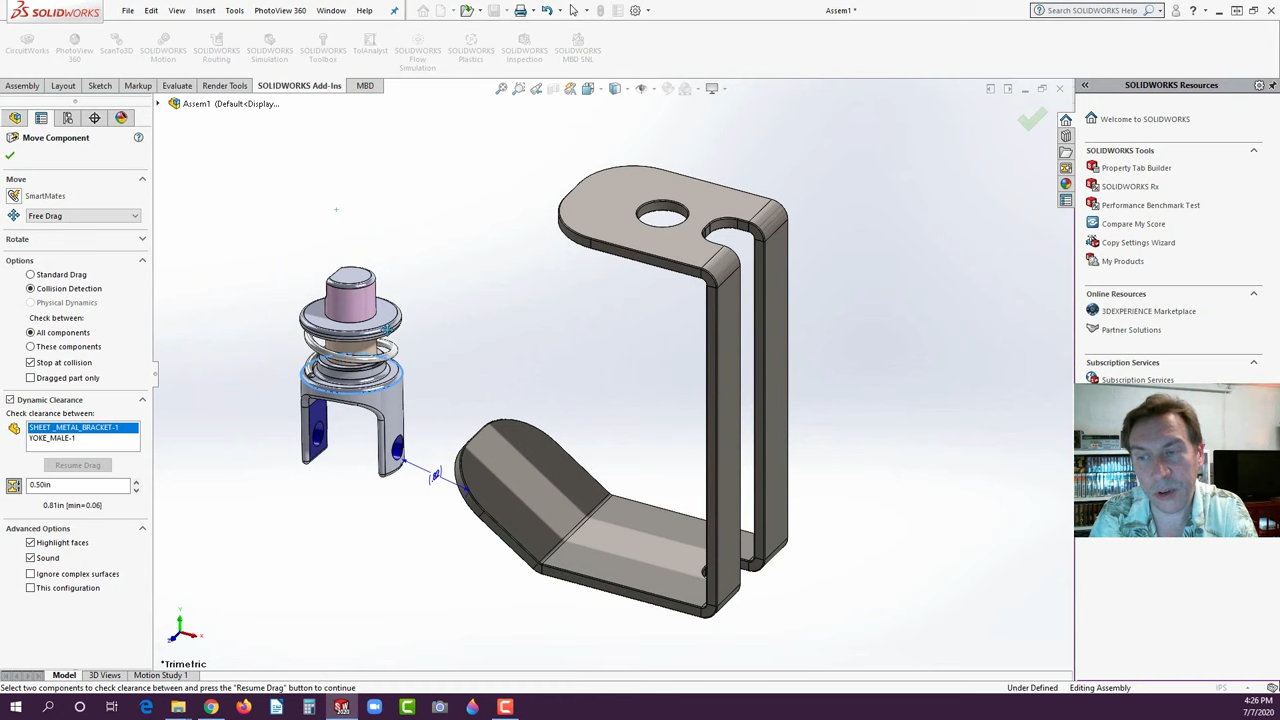 SOLIDWORKS
File Edit View Insert Tools PhotoView 360 Window Help
Assem1 *
Search SOLIDWORKS Help
CircuitWorks
PhotoView 360
ScanTo3D
SOLIDWORKS Motion
SOLIDWORKS Routing
SOLIDWORKS Simulation
SOLIDWORKS Toolbox
TolAnalyst
SOLIDWORKS Flow Simulation
SOLIDWORKS Plastics
SOLIDWORKS Inspection
SOLIDWORKS MBD SNL
Assembly Layout Sketch Markup Evaluate Render Tools SOLIDWORKS Add-Ins MBD
Assem1 (Default<Display...
Move Component
Move
SmartMates
Free Drag
Rotate
Options
Standard Drag
Collision Detection
Physical Dynamics
Check between:
All components
These components
Stop at collision
Dragged part only
Dynamic Clearance
Check clearance between:
SHEET _METAL_BRACKET-1
YOKE_MALE-1
Resume Drag
0.50in
0.81in [min=0.06]
Advanced Options
Highlight faces
Sound
Ignore complex surfaces
This configuration
*Trimetric
Model 3D Views Motion Study 1
Select two components to check clearance between and press the "Resume Drag" button to continue
Under Defined
Editing Assembly
IPS
SOLIDWORKS Resources
Welcome to SOLIDWORKS
SOLIDWORKS Tools
Property Tab Builder
SOLIDWORKS Rx
Performance Benchmark Test
Compare My Score
Copy Settings Wizard
My Products
Online Resources
3DEXPERIENCE Marketplace
Partner Solutions
Subscription Services
Subscription Services
4:26 PM
7/7/2020